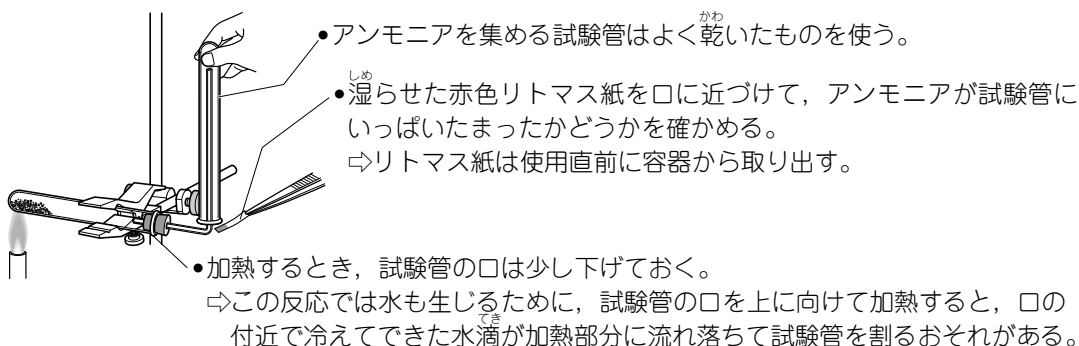 •アンモニアを集める試験管はよく乾いたものを使う。
•湿らせた赤色リトマス紙を口に近づけて，アンモニアが試験管に
いっぱいたまったかどうかを確かめる。
⇨リトマス紙は使用直前に容器から取り出す。
•加熱するとき，試験管の口は少し下げておく。
⇨この反応では水も生じるために，試験管の口を上に向けて加熱すると，口の
付近で冷えてできた水滴が加熱部分に流れ落ちて試験管を割るおそれがある。